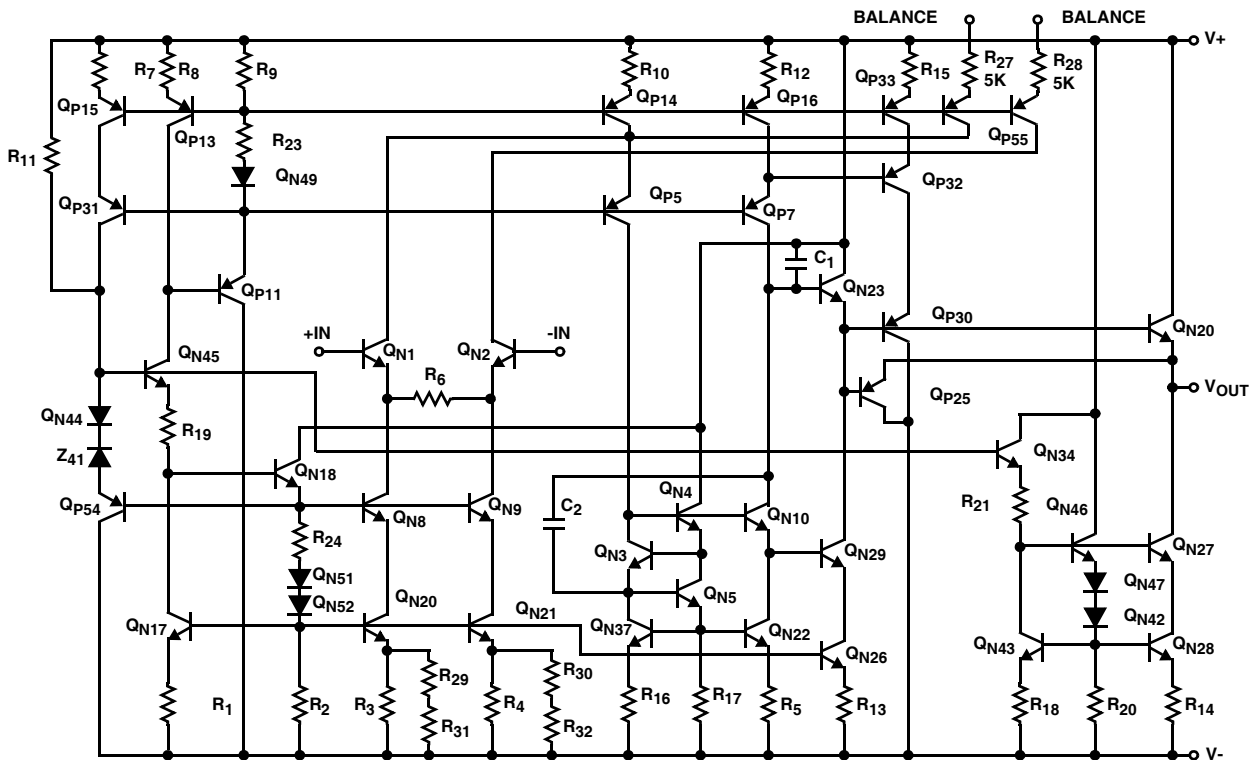 BALANCE BALANCE
V+
R7 R8 R9 R10 R12 QP33 R15 R27 5K R28 5K
QP15 QP13 QP14 QP16 QP55
R11 R23
QN49
QP31 QP5 QP7 QP32
C1
QP11 QN23
QP30 QN20
+IN -IN
QN45 QN1 QN2
R6 QP25 VOUT
QN44 R19
Z41 QN18 QN34
QP54 QN8 QN9 C2 QN4 QN10 R21 QN46
R24 QN3 QN29 QN27
QN51 QN47
QN52 QN20 QN21 QN5 QN42
QN17 QN37 QN22 QN26 QN43 QN28
R29 R30
R1 R2 R3 R4 R16 R17 R5 R13 R18 R20 R14
R31 R32
V-